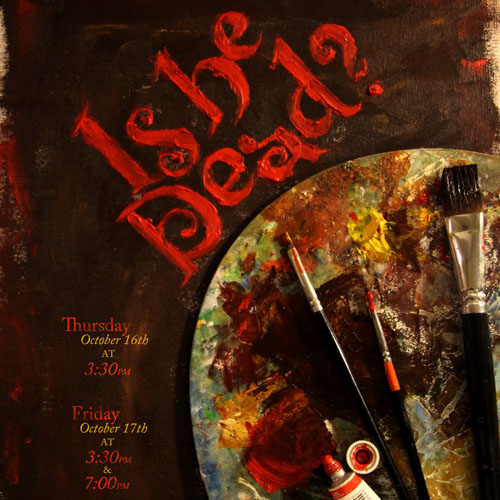 Is he
Dead?
Thursday
October 16th
AT
3:30PM
Friday
October 17th
AT
3:30PM
&
7:00PM